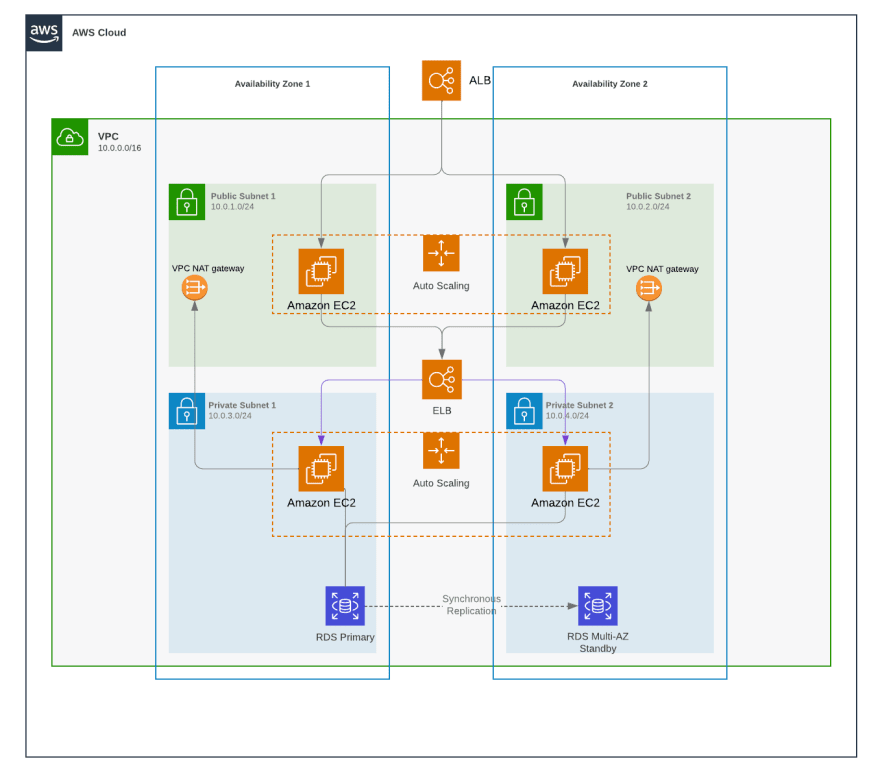 aws
AWS Cloud
Availability Zone 1
ALB
Availability Zone 2
VPC
10.0.0.0/16
Public Subnet 1
10.0.1.0/24
Public Subnet 2
10.0.2.0/24
VPC NAT gateway
Auto Scaling
VPC NAT gateway
Amazon EC2
Amazon EC2
ELB
Private Subnet 1
10.0.3.0/24
Private Subnet 2
10.0.4.0/24
Auto Scaling
Amazon EC2
Amazon EC2
Synchronous
Replication
RDS Primary
RDS Multi-AZ
Standby